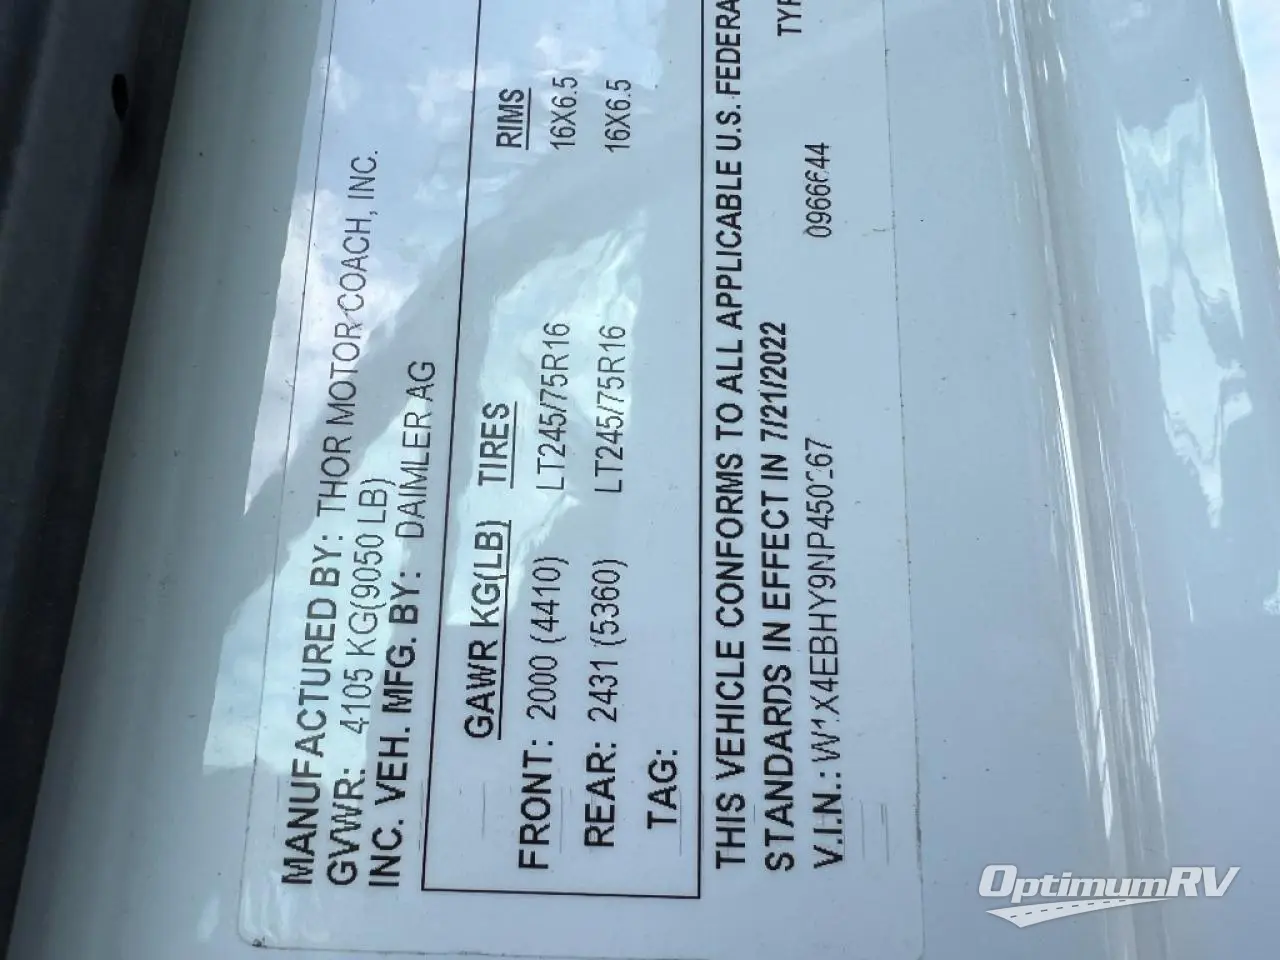 MANUFACTURED BY: THOR MOTOR COACH, INC.
GVWR: 4105 KG(9050 LB)
INC. VEH. MFG. BY: DAIMLER AG
GAWR KG(LB) TIRES RIMS
FRONT: 2000 (4410) LT245/75R16 16X6.5
REAR: 2431 (5360) LT245/75R16 16X6.5
TAG:
THIS VEHICLE CONFORMS TO ALL APPLICABLE U.S. FEDERA
STANDARDS IN EFFECT IN 7/21/2022 TYP
V.I.N.:
OptimumRV